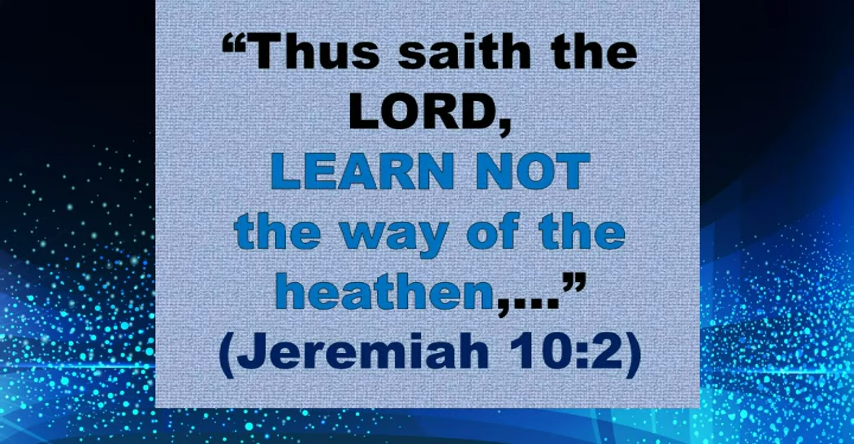 “Thus saith the
LORD,
LEARN NOT
the way of the
heathen,...”
(Jeremiah 10:2)